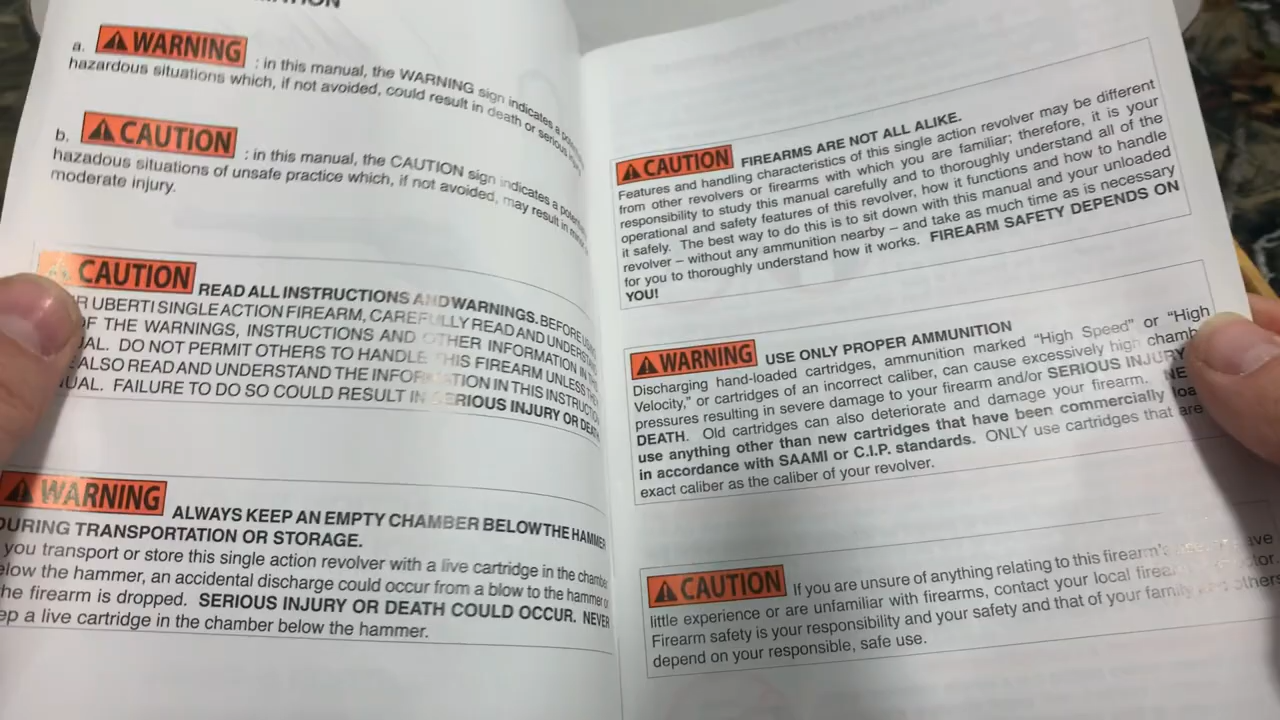 a. WARNING : in this manual, the WARNING sign indicates a
hazardous situations which, if not avoided, could result in death or serious
b. CAUTION : in this manual, the CAUTION sign indicates a
hazadous situations of unsafe practice which, if not avoided, may result in
moderate injury.
CAUTION READ ALL INSTRUCTIONS AND WARNINGS. BEFORE
UBERTI SINGLE ACTION FIREARM, CAREFULLY READ AND
OF THE WARNINGS, INSTRUCTIONS AND OTHER INFORMATION IN
DO NOT PERMIT OTHERS TO HANDLE THIS FIREARM UNLESS
ALSO READ AND UNDERSTAND THE INFORMATION IN THIS
FAILURE TO DO SO COULD RESULT IN SERIOUS INJURY OR DEATH
WARNING ALWAYS KEEP AN EMPTY CHAMBER BELOW THE HAMMER
DURING TRANSPORTATION OR STORAGE.
you transport or store this single action revolver with a live cartridge in the
below the hammer, an accidental discharge could occur from a blow to the hammer or
the firearm is dropped. SERIOUS INJURY OR DEATH COULD OCCUR. NEVER
a live cartridge in the chamber below the hammer.
CAUTION FIREARMS ARE NOT ALL ALIKE.
Features and handling characteristics of this single action revolver may be different
from other revolvers or firearms with which you are familiar; therefore, it is your
responsibility to study this manual carefully and to thoroughly understand all of the
operational and safety features of this revolver, how it functions and how to handle
it safely. The best way to do this is to sit down with this manual and your unloaded
revolver – without any ammunition nearby – and take as much time as is necessary
for you to thoroughly understand how it works. FIREARM SAFETY DEPENDS ON
YOU!
WARNING USE ONLY PROPER AMMUNITION
Discharging hand-loaded cartridges, ammunition marked “High Speed” or “High
Velocity,” or cartridges of an incorrect caliber, can cause excessively high
pressures resulting in severe damage to your firearm and/or SERIOUS INJURY
DEATH. Old cartridges can also deteriorate and damage your firearm.
use anything other than new cartridges that have been commercially
in accordance with SAAMI or C.I.P. standards. ONLY use cartridges that are
exact caliber as the caliber of your revolver.
CAUTION If you are unsure of anything relating to this firearm's
little experience or are unfamiliar with firearms, contact your local
Firearm safety is your responsibility and your safety and that of your family and others
depend on your responsible, safe use.